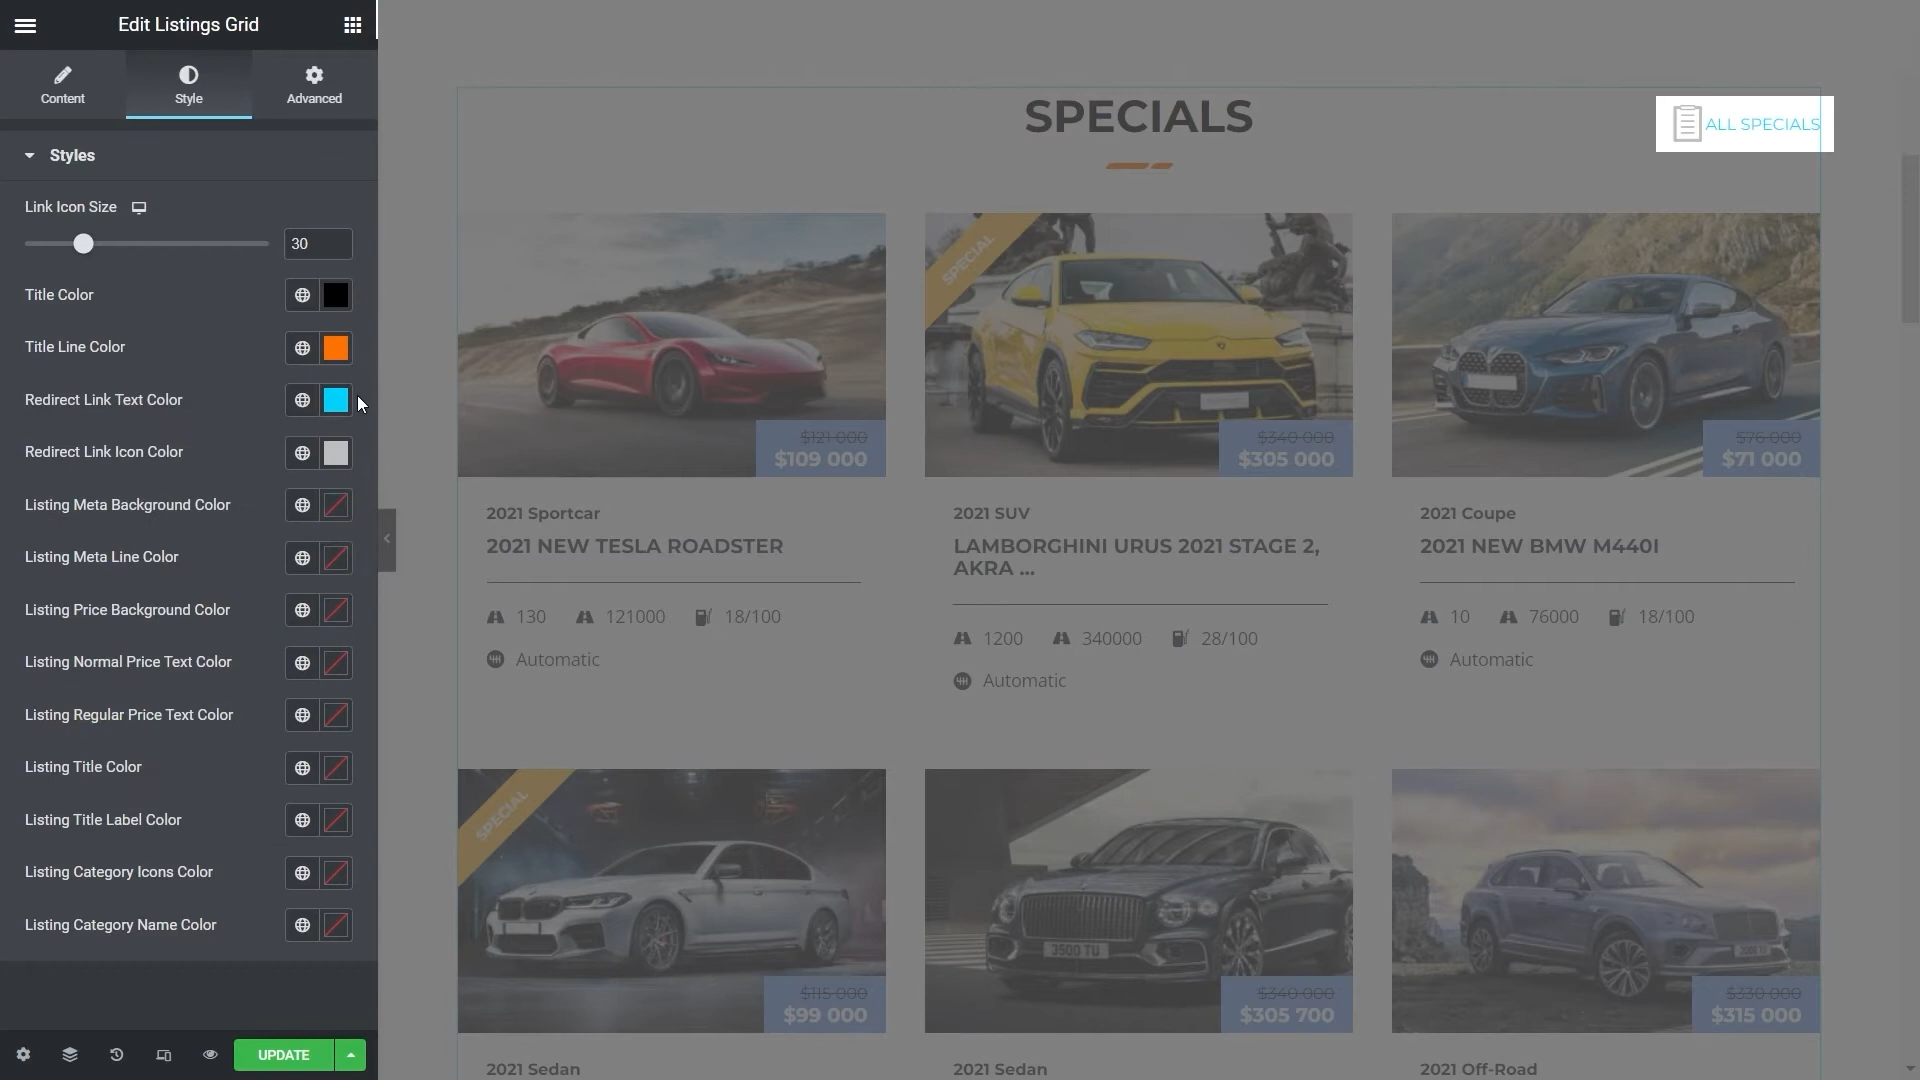 Edit Listings Grid
Content
Style
Advanced
Styles
Link Icon Size
30
Title Color
Title Line Color
Redirect Link Text Color
Redirect Link Icon Color
Listing Meta Background Color
Listing Meta Line Color
Listing Price Background Color
Listing Normal Price Text Color
Listing Regular Price Text Color
Listing Title Color
Listing Title Label Color
Listing Category Icons Color
Listing Category Name Color
UPDATE
SPECIALS
ALL SPECIALS
$121 000
$109 000
SPECIAL
$340 000
$305 000
$76 000
$71 000
2021 Sportcar
2021 NEW TESLA ROADSTER
130 121000 18/100
Automatic
2021 SUV
LAMBORGHINI URUS 2021 STAGE 2,
AKRA ...
1200 340000 28/100
Automatic
2021 Coupe
2021 NEW BMW M440I
10 76000 18/100
Automatic
SPECIAL
$115 000
$99 000
3500 TU
$340 000
$305 700
$330 000
$315 000
2021 Sedan
2021 Sedan
2021 Off-Road